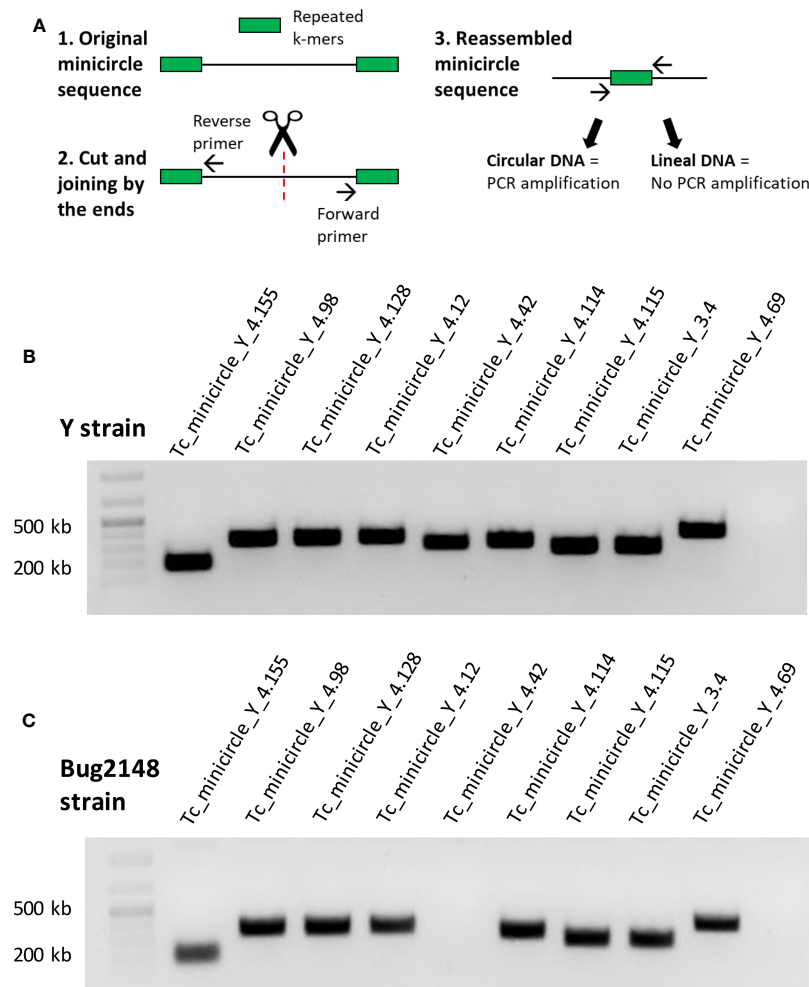 A
1. Original
minicircle
sequence
Repeated
k-mers
2. Cut and
joining by
the ends
Reverse
primer
Forward
primer
3. Reassembled
minicircle
sequence
Circular DNA =
PCR amplification
Lineal DNA =
No PCR amplification
B
Y strain
Tc_minicircle_Y_4.155
Tc_minicircle_Y_4.98
Tc_minicircle_Y_4.128
Tc_minicircle_Y_4.12
Tc_minicircle_Y_4.42
Tc_minicircle_Y_4.114
Tc_minicircle_Y_4.115
Tc_minicircle_Y_3.4
Tc_minicircle_Y_4.69
500 kb
200 kb
C
Bug2148
strain
Tc_minicircle_Y_4.155
Tc_minicircle_Y_4.98
Tc_minicircle_Y_4.128
Tc_minicircle_Y_4.12
Tc_minicircle_Y_4.42
Tc_minicircle_Y_4.114
Tc_minicircle_Y_4.115
Tc_minicircle_Y_3.4
Tc_minicircle_Y_4.69
500 kb
200 kb